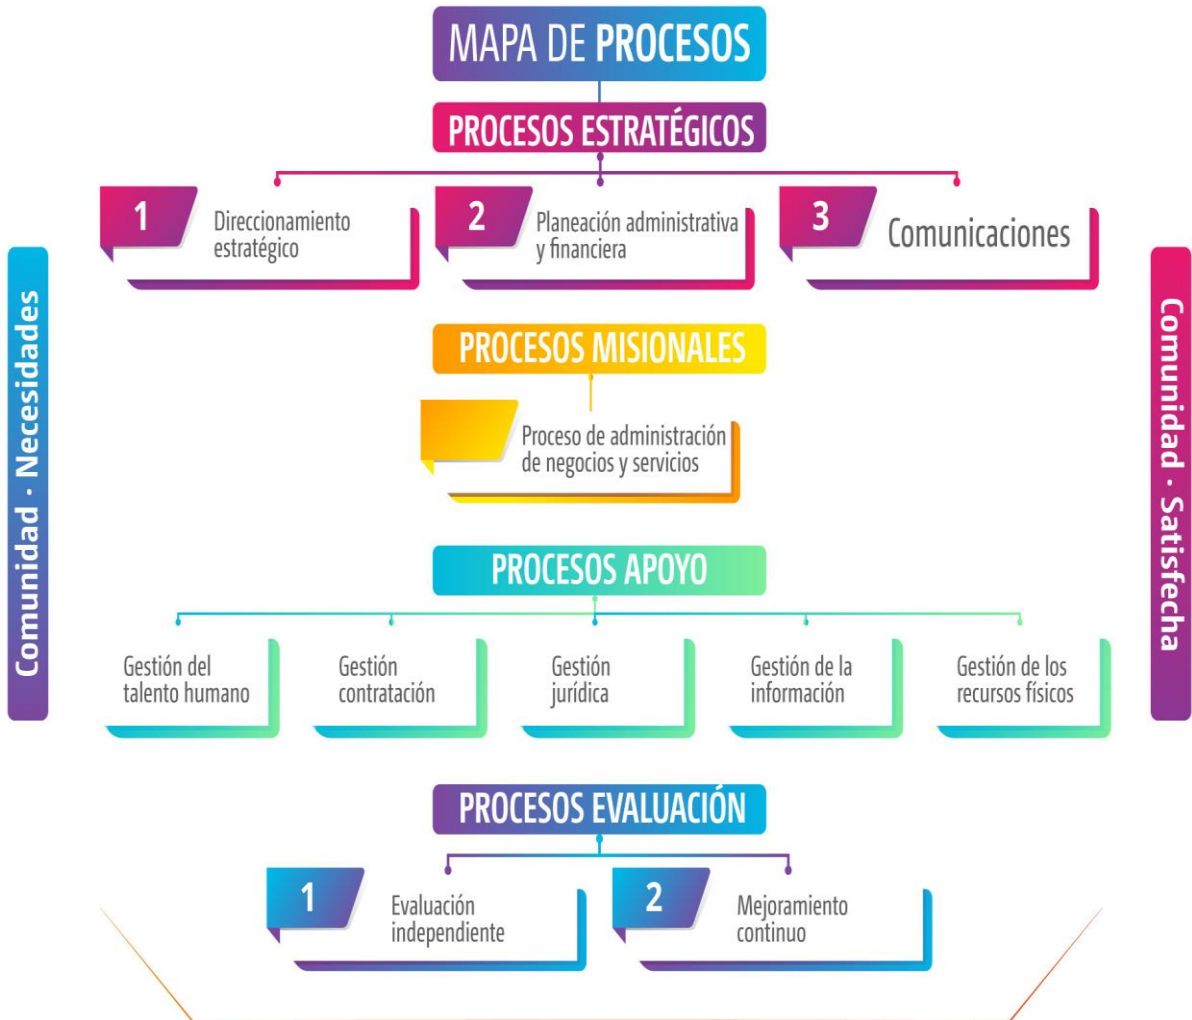 MAPA DE PROCESOS
PROCESOS ESTRATÉGICOS
1
Direccionamiento
estratégico
2
Planeación administrativa
y financiera
3
Comunicaciones
Comunidad · Necesidades
Comunidad · Satisfecha
PROCESOS MISIONALES
Proceso de administración
de negocios y servicios
PROCESOS APOYO
Gestión del
talento humano
Gestión
contratación
Gestión
jurídica
Gestión de la
información
Gestión de los
recursos físicos
PROCESOS EVALUACIÓN
1
Evaluación
independiente
2
Mejoramiento
continuo